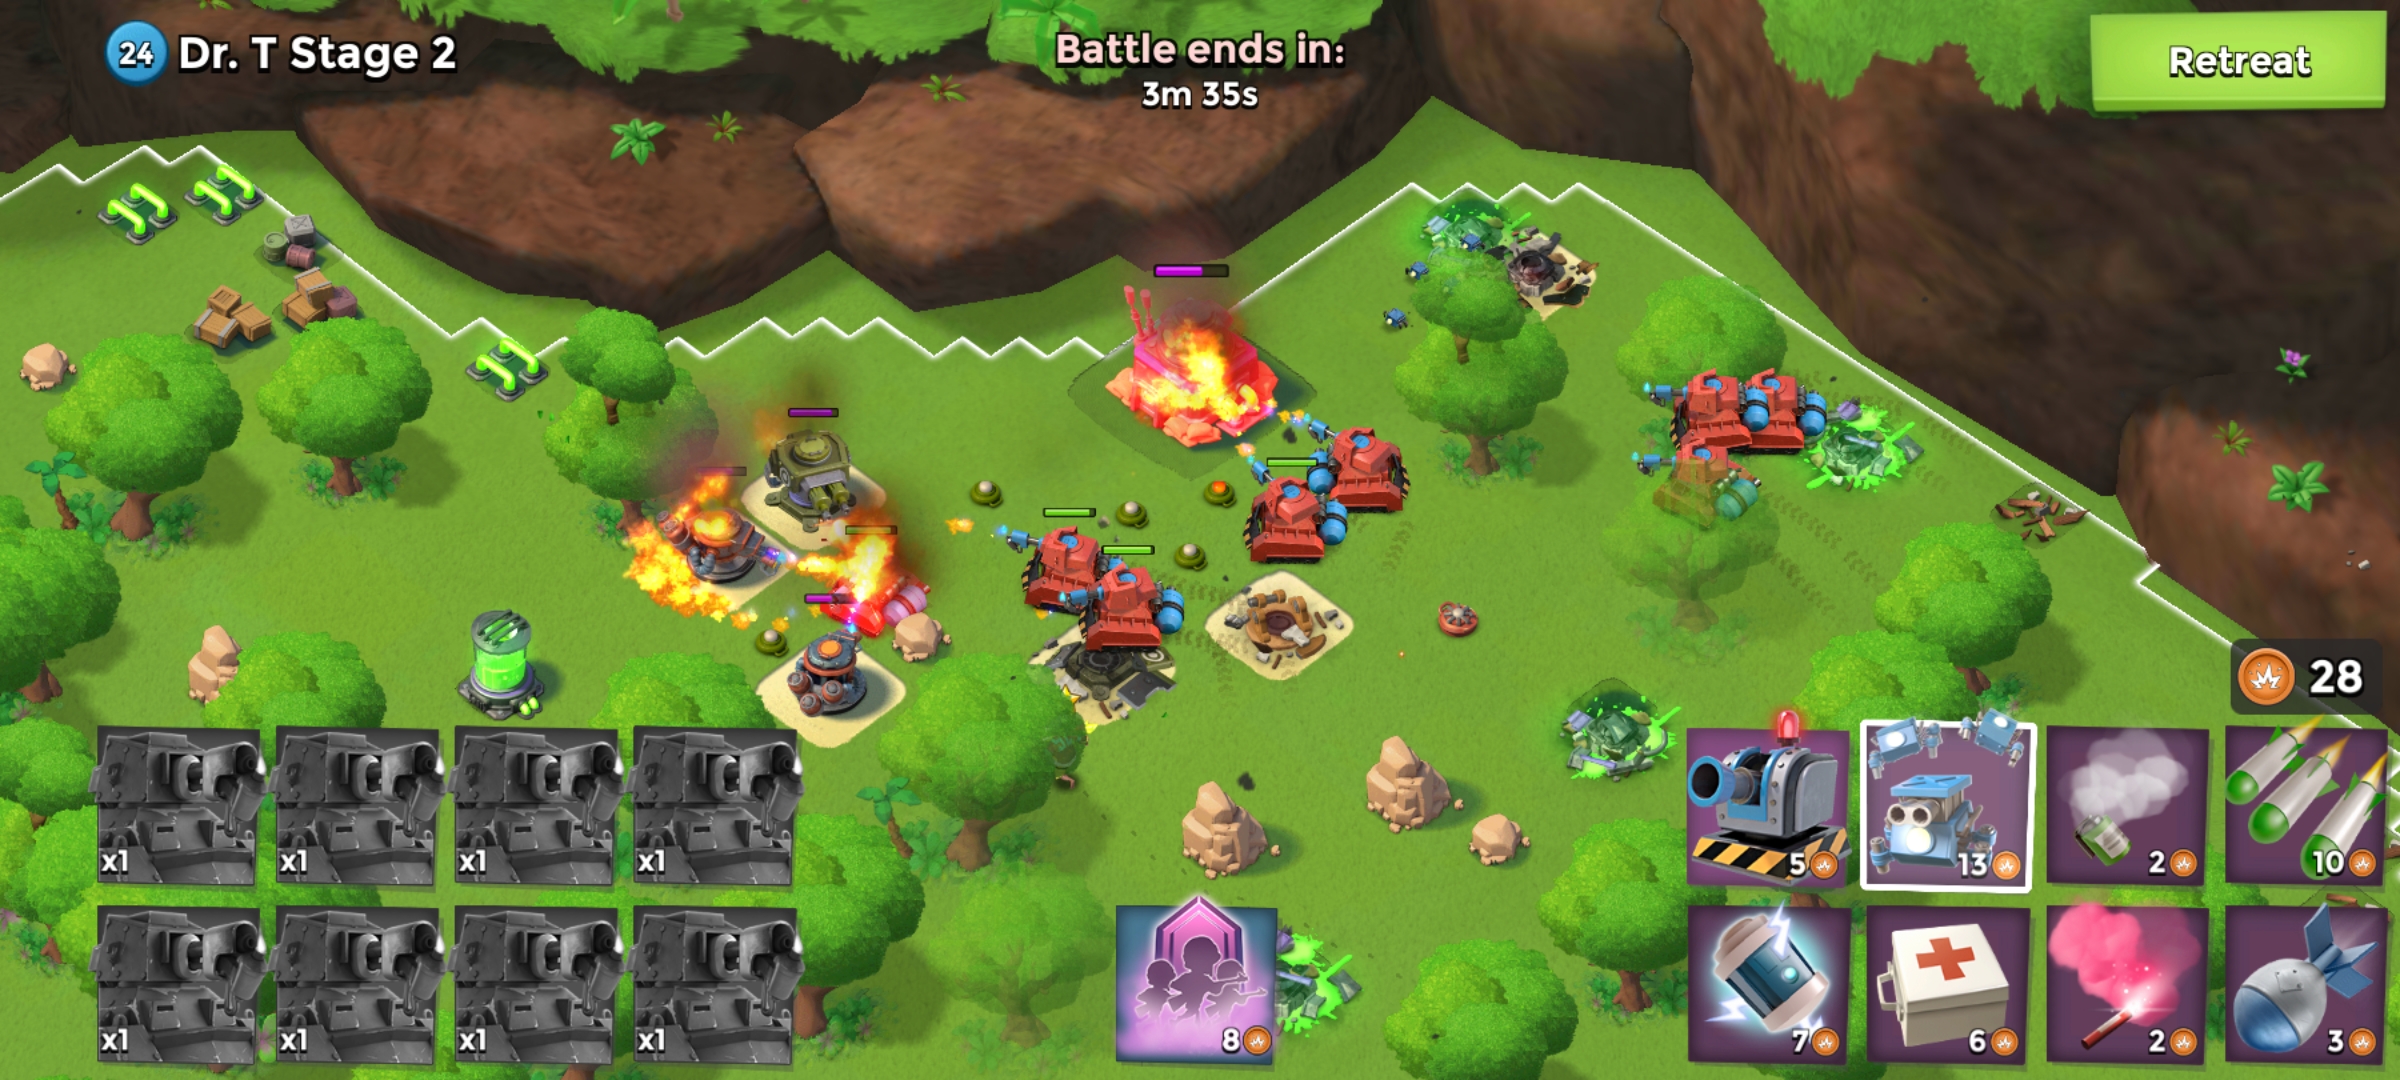 24 Dr. T Stage 2
Battle ends in:
3m 35s
Retreat
28
x1 x1 x1 x1
5 13 2 10
x1 x1 x1 x1
8
7 6 2 3